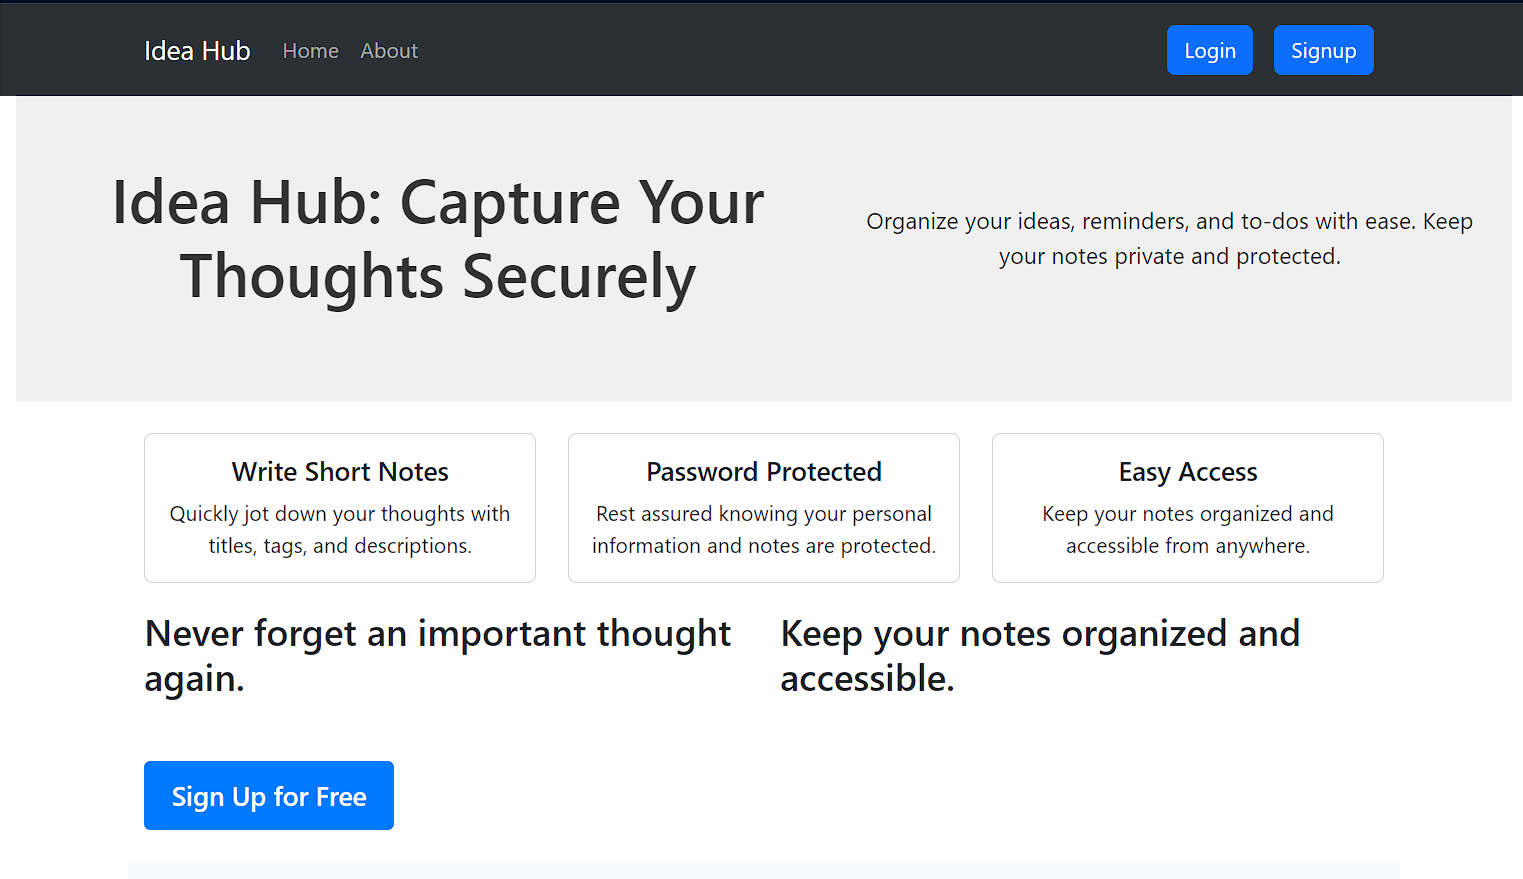 Idea Hub Home About Login Signup
Idea Hub: Capture Your
Thoughts Securely
Organize your ideas, reminders, and to-dos with ease. Keep
your notes private and protected.
Write Short Notes
Quickly jot down your thoughts with
titles, tags, and descriptions.
Password Protected
Rest assured knowing your personal
information and notes are protected.
Easy Access
Keep your notes organized and
accessible from anywhere.
Never forget an important thought
again.
Keep your notes organized and
accessible.
Sign Up for Free